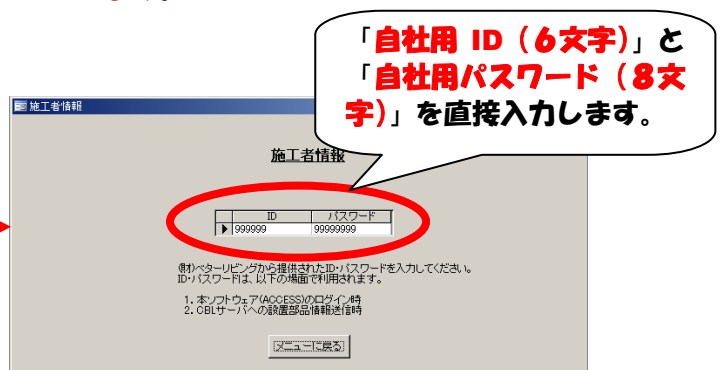 「自社用 ID（6文字）」と
「自社用パスワード（8文
字）」を直接入力します。
施工者情報
施工者情報
ID パスワード
999999 99999999
(財)ベターリビングから提供されたID・パスワードを入力してください。
ID・パスワードは、以下の場面で利用されます。
1. 本ソフトウェア(ACCESS)のログイン時
2. CBLサーバへの設置部品情報送信時
メニューに戻る